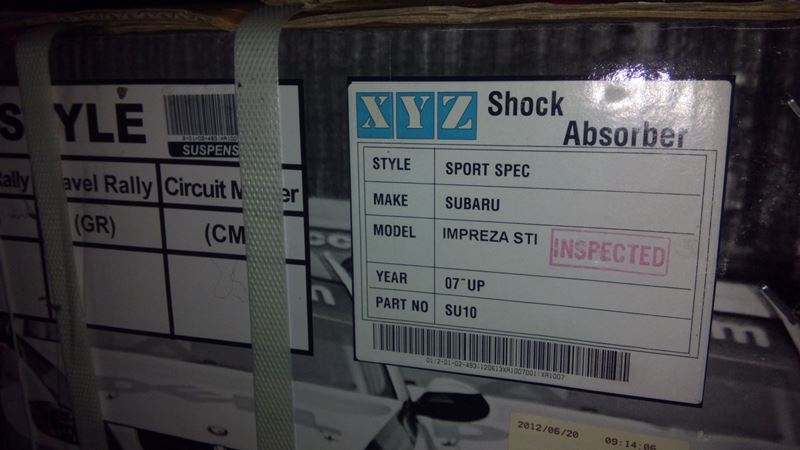 STYLE
SUSPENS
Rally
avel Rally
Circuit M
er
(GR)
(CM
XYZ Shock Absorber
STYLE SPORT SPEC
MAKE SUBARU
MODEL IMPREZA STI
INSPECTED
YEAR 07~UP
PART NO SU10
2012/06/20 09:14:06